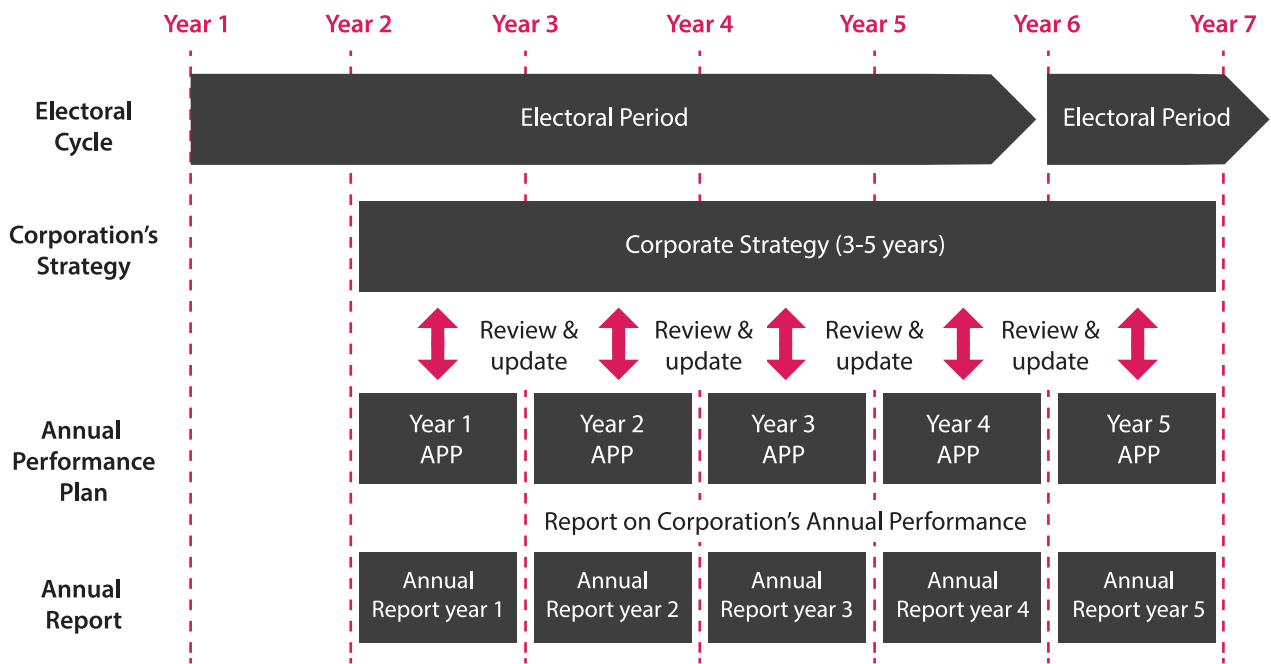 Year 1 Year 2 Year 3 Year 4 Year 5 Year 6 Year 7
Electoral
Cycle
Electoral Period
Electoral Period
Corporation’s
Strategy
Corporate Strategy (3-5 years)
Review &
update
Review &
update
Review &
update
Review &
update
Annual
Performance
Plan
Year 1
APP
Year 2
APP
Year 3
APP
Year 4
APP
Year 5
APP
Report on Corporation’s Annual Performance
Annual
Report
Annual
Report year 1
Annual
Report year 2
Annual
Report year 3
Annual
Report year 4
Annual
Report year 5